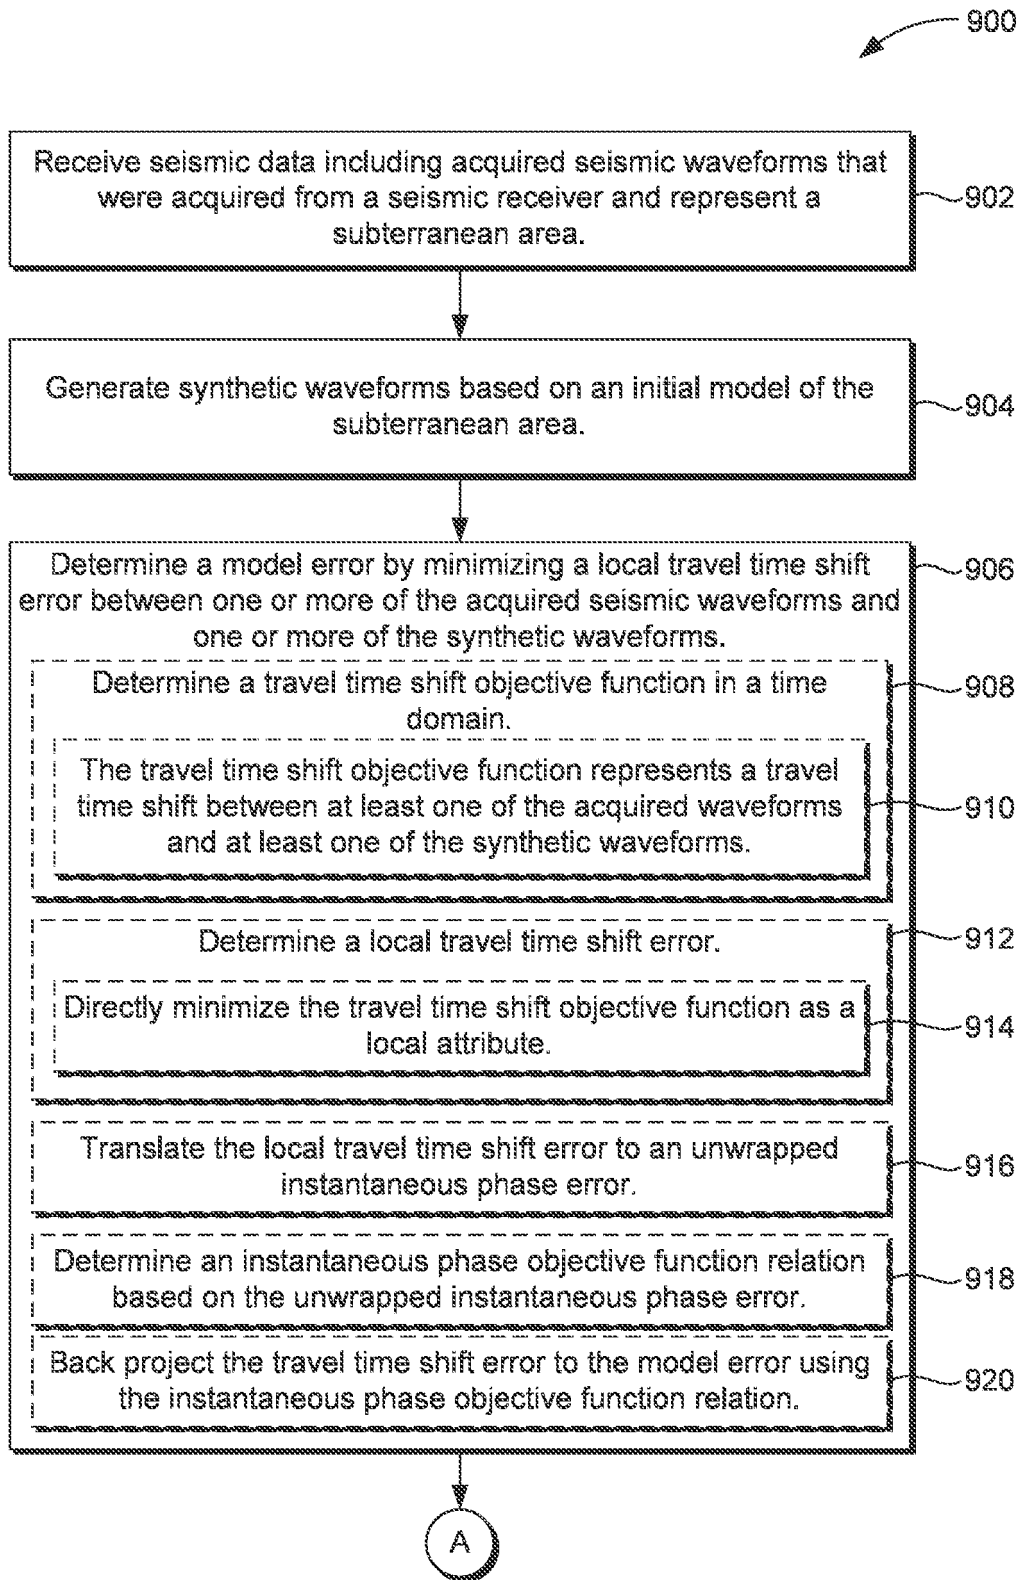 900
Receive seismic data including acquired seismic waveforms that
were acquired from a seismic receiver and represent a
subterranean area.
902
Generate synthetic waveforms based on an initial model of the
subterranean area.
904
Determine a model error by minimizing a local travel time shift
error between one or more of the acquired seismic waveforms and
one or more of the synthetic waveforms.
906
Determine a travel time shift objective function in a time
domain.
908
The travel time shift objective function represents a travel
time shift between at least one of the acquired waveforms
and at least one of the synthetic waveforms.
910
Determine a local travel time shift error.
912
Directly minimize the travel time shift objective function as a
local attribute.
914
Translate the local travel time shift error to an unwrapped
instantaneous phase error.
916
Determine an instantaneous phase objective function relation
based on the unwrapped instantaneous phase error.
918
Back project the travel time shift error to the model error using
the instantaneous phase objective function relation.
920
A